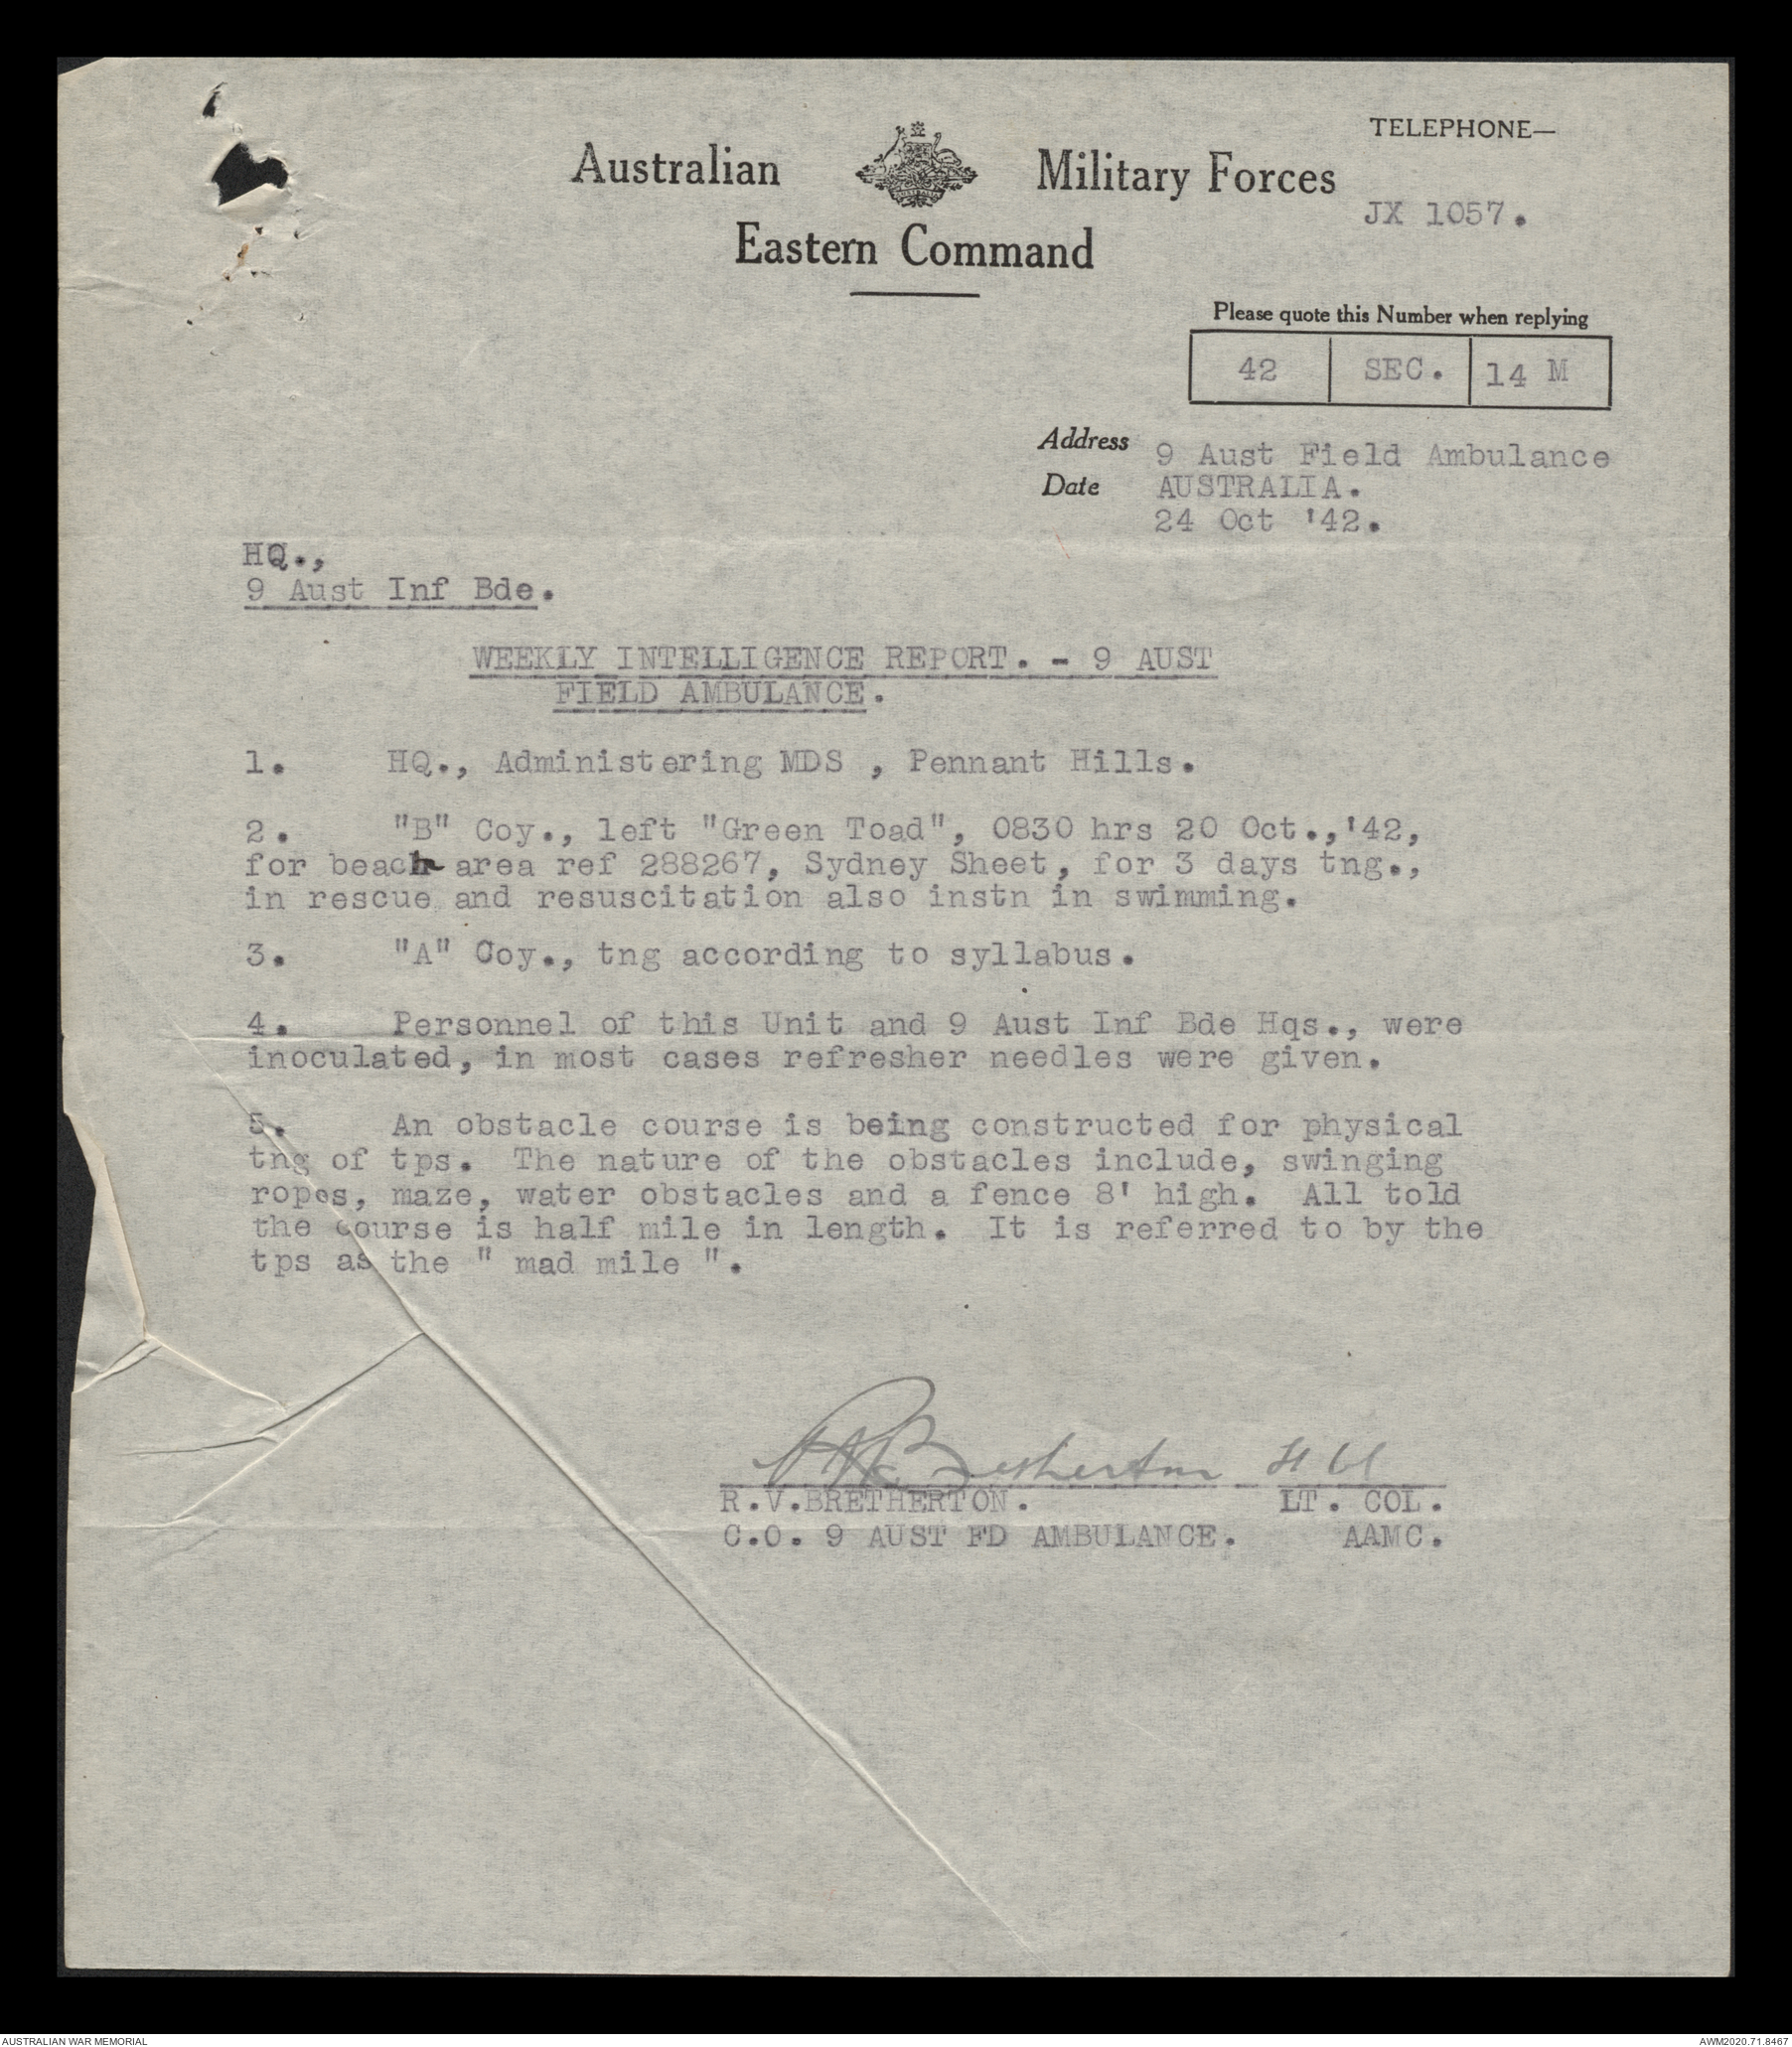 TELEPHONE—
Australian Military Forces
JX 1057.
Eastern Command
Please quote this Number when replying
42 SEC. 14 M
Address 9 Aust Field Ambulance
Date AUSTRALIA.
24 Oct '42.
HQ.,
9 Aust Inf Bde.
WEEKLY INTELLIGENCE REPORT. - 9 AUST
FIELD AMBULANCE.
1. HQ., Administering MDS , Pennant Hills.
2. "B" Coy., left "Green Toad", 0830 hrs 20 Oct.,'42,
for beach area ref 288267, Sydney Sheet, for 3 days tng.,
in rescue and resuscitation also instn in swimming.
3. "A" Coy., tng according to syllabus.
4. Personnel of this Unit and 9 Aust Inf Bde Hqs., were
inoculated, in most cases refresher needles were given.
5. An obstacle course is being constructed for physical
tng of tps. The nature of the obstacles include, swinging
ropes, maze, water obstacles and a fence 8' high. All told
the course is half mile in length. It is referred to by the
tps as the " mad mile ".
Bretherton
R.V.BRETHERTON. LT. COL.
C.O. 9 AUST FD AMBULANCE. AAMC.
AUSTRALIAN WAR MEMORIAL
AWM2020.71.8467